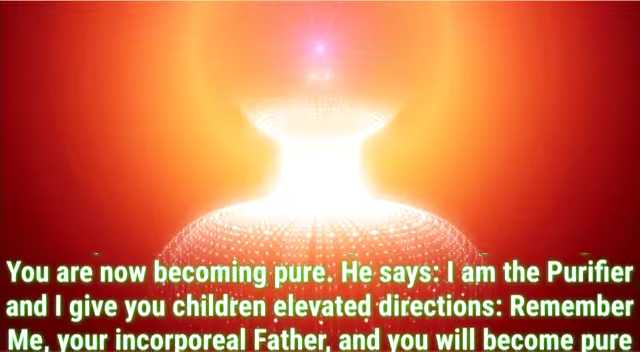 You are now becoming pure. He says: I am the Purifier
and I give you children elevated directions: Remember
Me, your incorporeal Father, and you will become pure